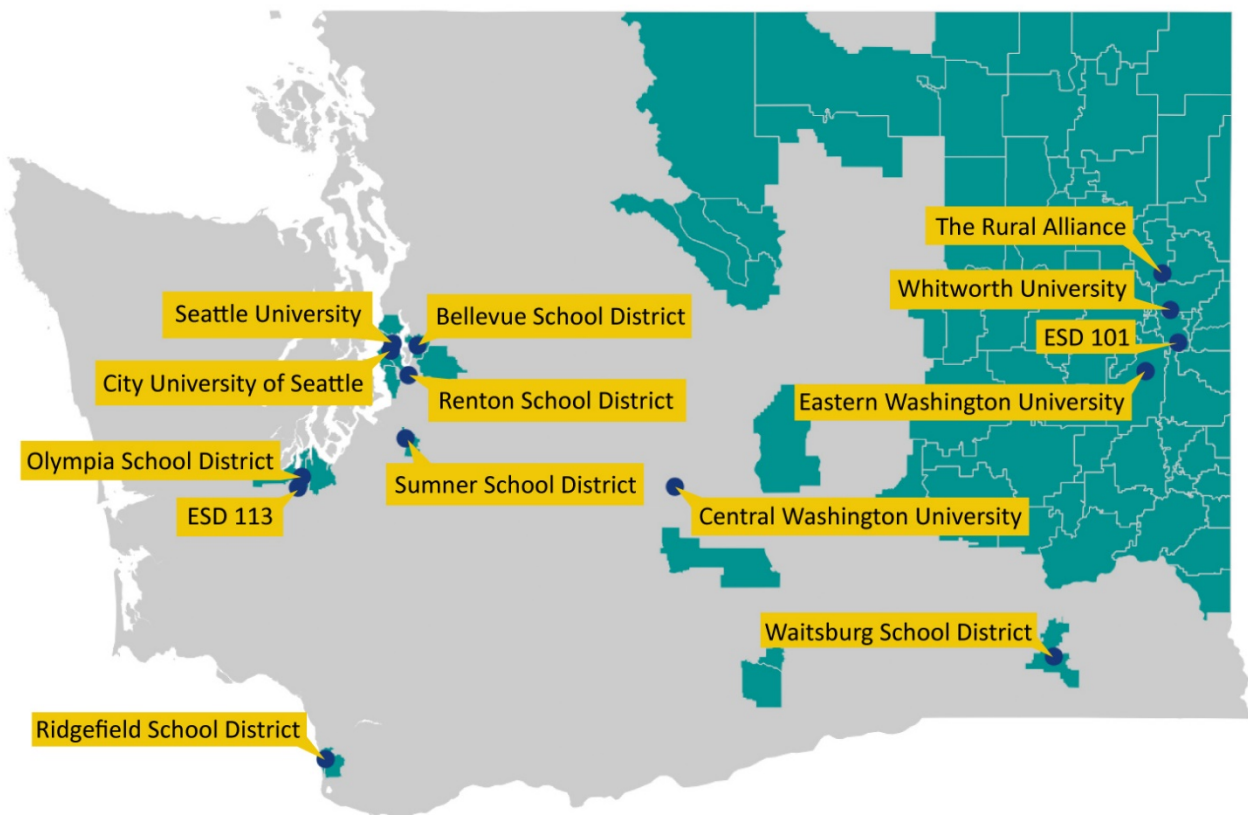 The Rural Alliance
Whitworth University
ESD 101
Eastern Washington University
Seattle University
Bellevue School District
City University of Seattle
Renton School District
Olympia School District
Sumner School District
ESD 113
Central Washington University
Waitsburg School District
Ridgefield School District